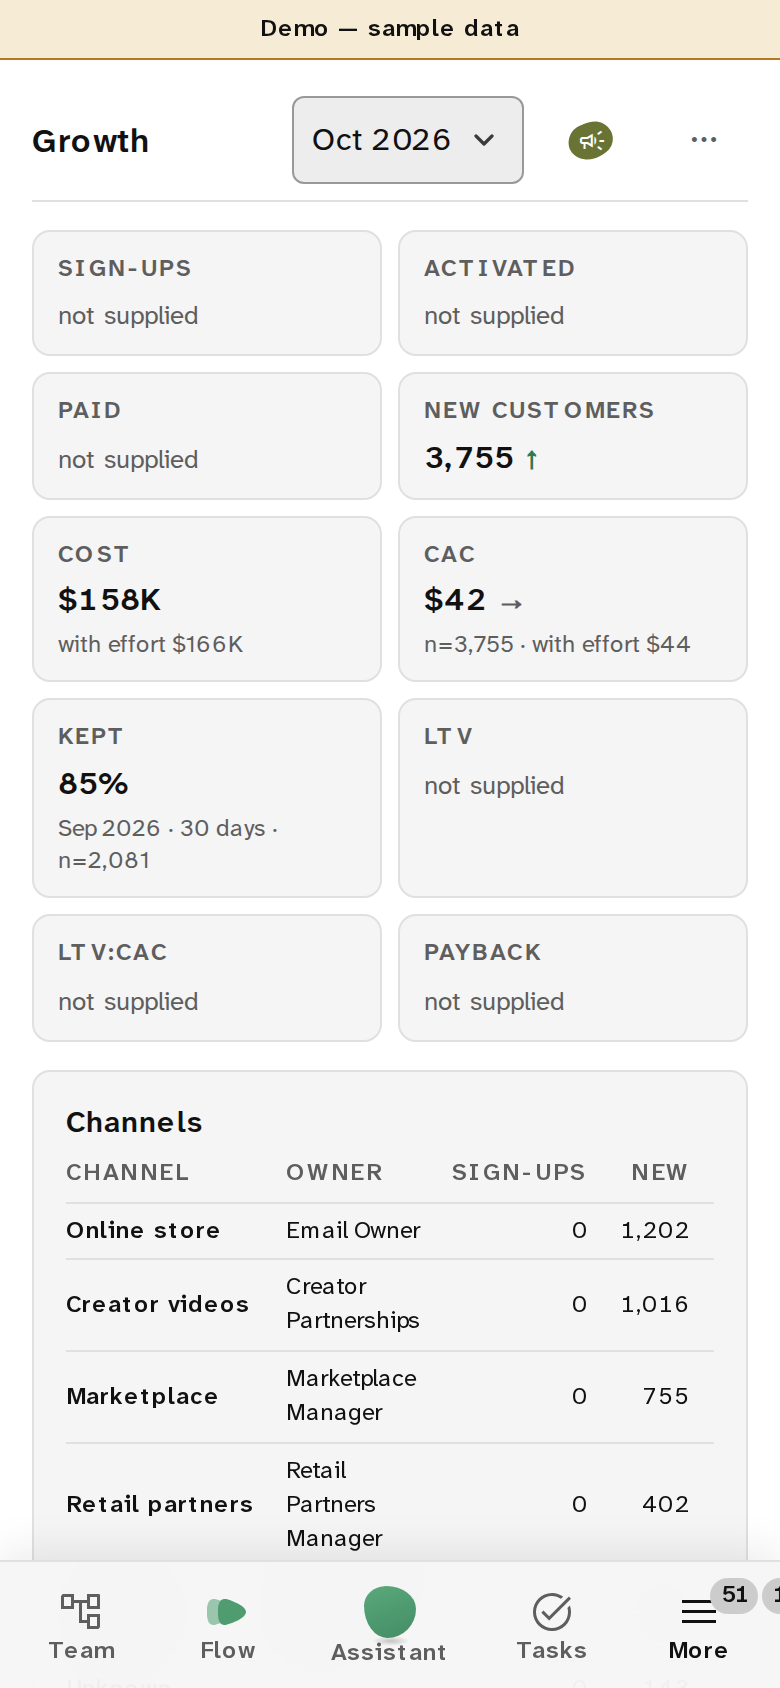 Demo — sample data
Growth
Oct 2026
SIGN-UPS
not supplied
ACTIVATED
not supplied
PAID
not supplied
NEW CUSTOMERS
3,755 ↑
COST
$158K
with effort $166K
CAC
$42 →
n=3,755 · with effort $44
KEPT
85%
Sep 2026 · 30 days ·
n=2,081
LTV
not supplied
LTV:CAC
not supplied
PAYBACK
not supplied
Channels
CHANNEL OWNER SIGN-UPS NEW
Online store Email Owner 0 1,202
Creator videos Creator
Partnerships 0 1,016
Marketplace Marketplace
Manager 0 755
Retail partners Retail
Partners
Manager 0 402
Unknown 0 143
51
Team Flow Assistant Tasks More